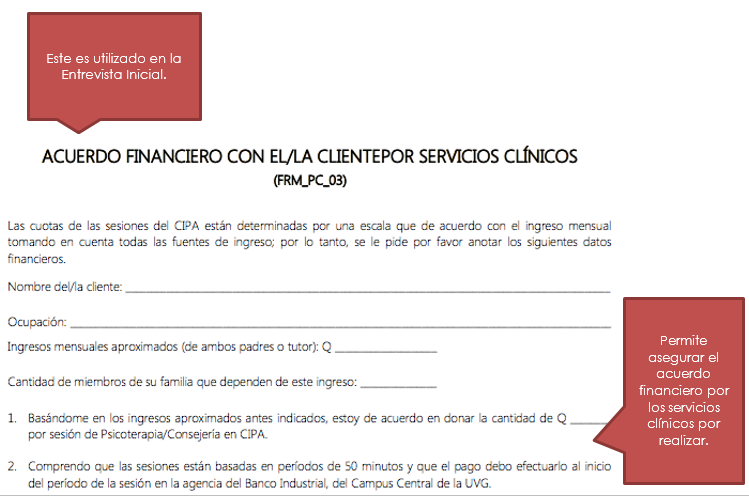 Este es utilizado en la
Entrevista Inicial.
ACUERDO FINANCIERO CON EL/LA CLIENTEPOR SERVICIOS CLÍNICOS
(FRM_PC_03)
Las cuotas de las sesiones del CIPA están determinadas por una escala que de acuerdo con el ingreso mensual
tomando en cuenta todas las fuentes de ingreso; por lo tanto, se le pide por favor anotar los siguientes datos
financieros.
Nombre del/la cliente: ____________________
Ocupación: ____________________
Ingresos mensuales aproximados (de ambos padres o tutor): Q ____________________
Cantidad de miembros de su familia que dependen de este ingreso: ____________________
1. Basándome en los ingresos aproximados antes indicados, estoy de acuerdo en donar la cantidad de Q ______
por sesión de Psicoterapia/Consejería en CIPA.
2. Comprendo que las sesiones están basadas en períodos de 50 minutos y que el pago debo efectuarlo al inicio
del período de la sesión en la agencia del Banco Industrial, del Campus Central de la UVG.
Permite
asegurar el
acuerdo
financiero por
los servicios
clínicos por
realizar.